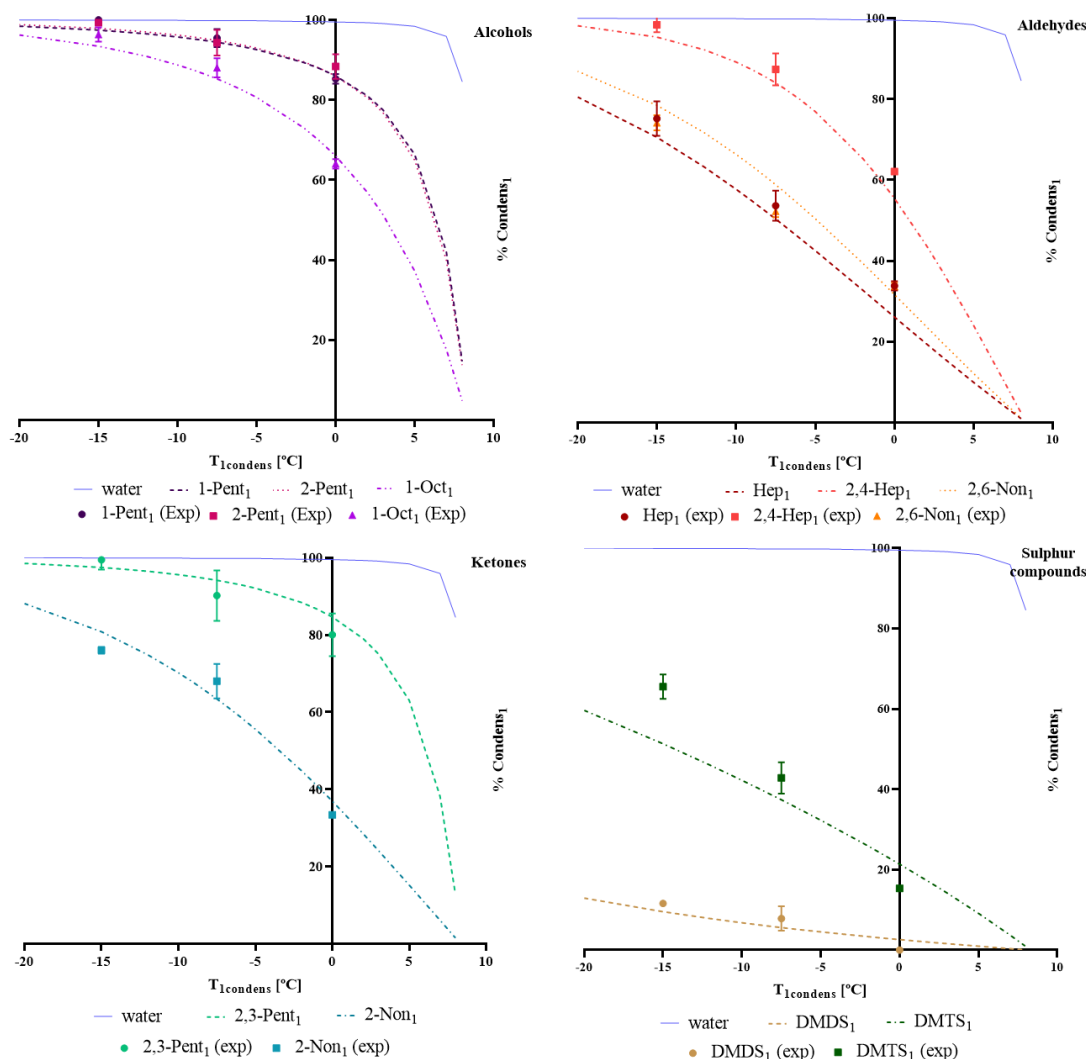 Alcohols
100
80
60
40
20
% Condens₁
-20 -15 -10 -5 0 5 10
T₁condens [ºC]
water 1-Pent₁ 2-Pent₁ 1-Oct₁
1-Pent₁ (Exp) 2-Pent₁ (Exp) 1-Oct₁ (Exp)
Aldehydes
100
80
60
40
20
% Condens₁
-20 -15 -10 -5 0 5 10
T₁condens [ºC]
water Hep₁ 2,4-Hep₁ 2,6-Non₁
Hep₁ (exp) 2,4-Hep₁ (exp) 2,6-Non₁ (exp)
Ketones
100
80
60
40
20
% Condens₁
-20 -15 -10 -5 0 5 10
T₁condens [ºC]
water 2,3-Pent₁ 2-Non₁
2,3-Pent₁ (exp) 2-Non₁ (exp)
Sulphur
compounds
100
80
60
40
20
% Condens₁
-20 -15 -10 -5 0 5 10
T₁condens [ºC]
water DMDS₁ DMTS₁
DMDS₁ (exp) DMTS₁ (exp)